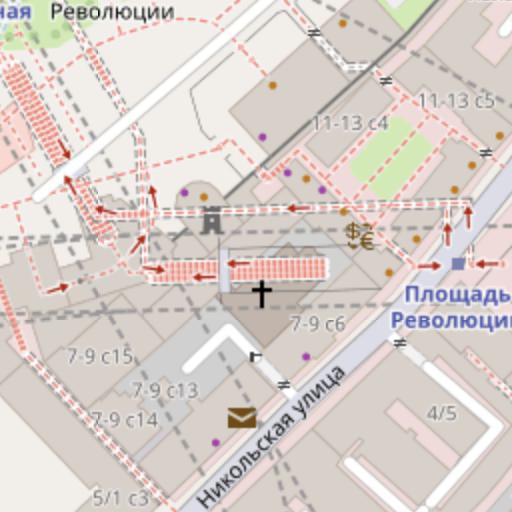 ная Революции
11-13 с5
11-13 с4
$€
Площадь
Революции
7-9 с6
7-9 с15
7-9 с13
7-9 с14
4/5
Никольская улица
5/1 с3